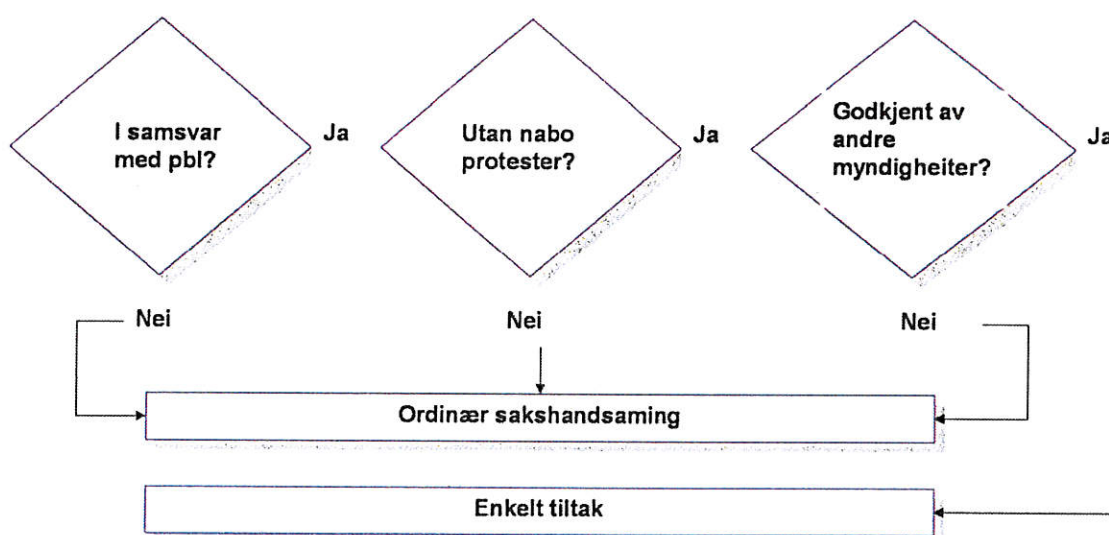 I samsvar
med pbl?
Ja
Utan nabo
protester?
Ja
Godkjent av
andre
myndigheiter?
Ja
Nei
Nei
Nei
Ordinær sakshandsaming
Enkelt tiltak